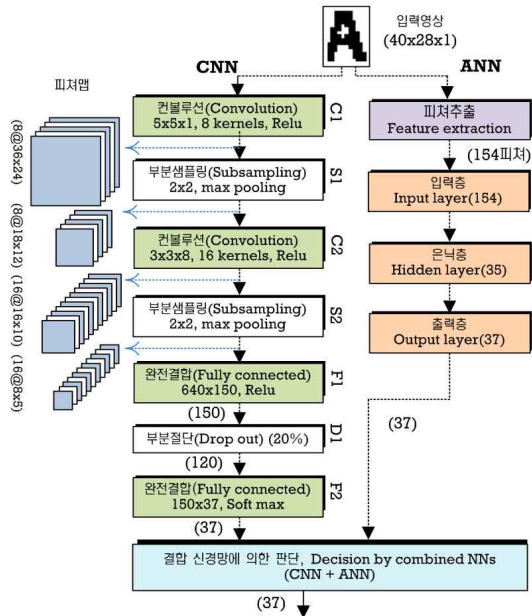 입력영상
(40x28x1)
CNN
ANN
피쳐맵
컨볼루션(Convolution)
5x5x1, 8 kernels, Relu
C1
(8@36x24)
부분샘플링(Subsampling)
2x2, max pooling
S1
(8@18x12)
컨볼루션(Convolution)
3x3x8, 16 kernels, Relu
C2
(16@16x10)
부분샘플링(Subsampling)
2x2, max pooling
S2
(16@8x5)
완전결합(Fully connected)
640x150, Relu
F1
(150)
부분절단(Drop out) (20%)
D1
(120)
완전결합(Fully connected)
150x37, Soft max
F2
(37)
피쳐추출
Feature extraction
(154피쳐)
입력층
Input layer(154)
은닉층
Hidden layer(35)
출력층
Output layer(37)
(37)
결합 신경망에 의한 판단, Decision by combined NNs
(CNN + ANN)
(37)